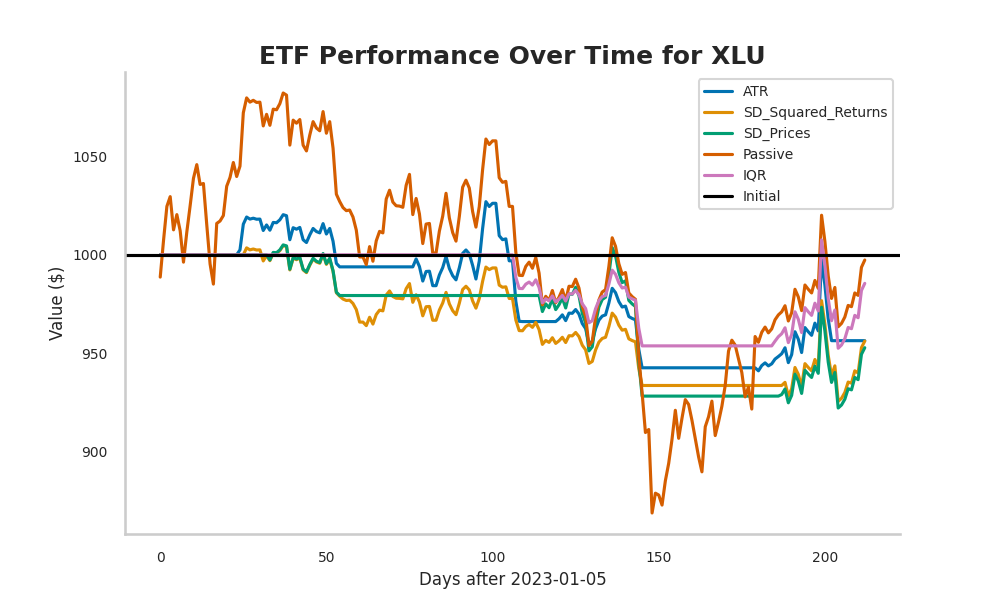 ETF Performance Over Time for XLU
ATR
SD_Squared_Returns
SD_Prices
Passive
IQR
Initial
1050
1000
950
900
Value ($)
0 50 100 150 200
Days after 2023-01-05